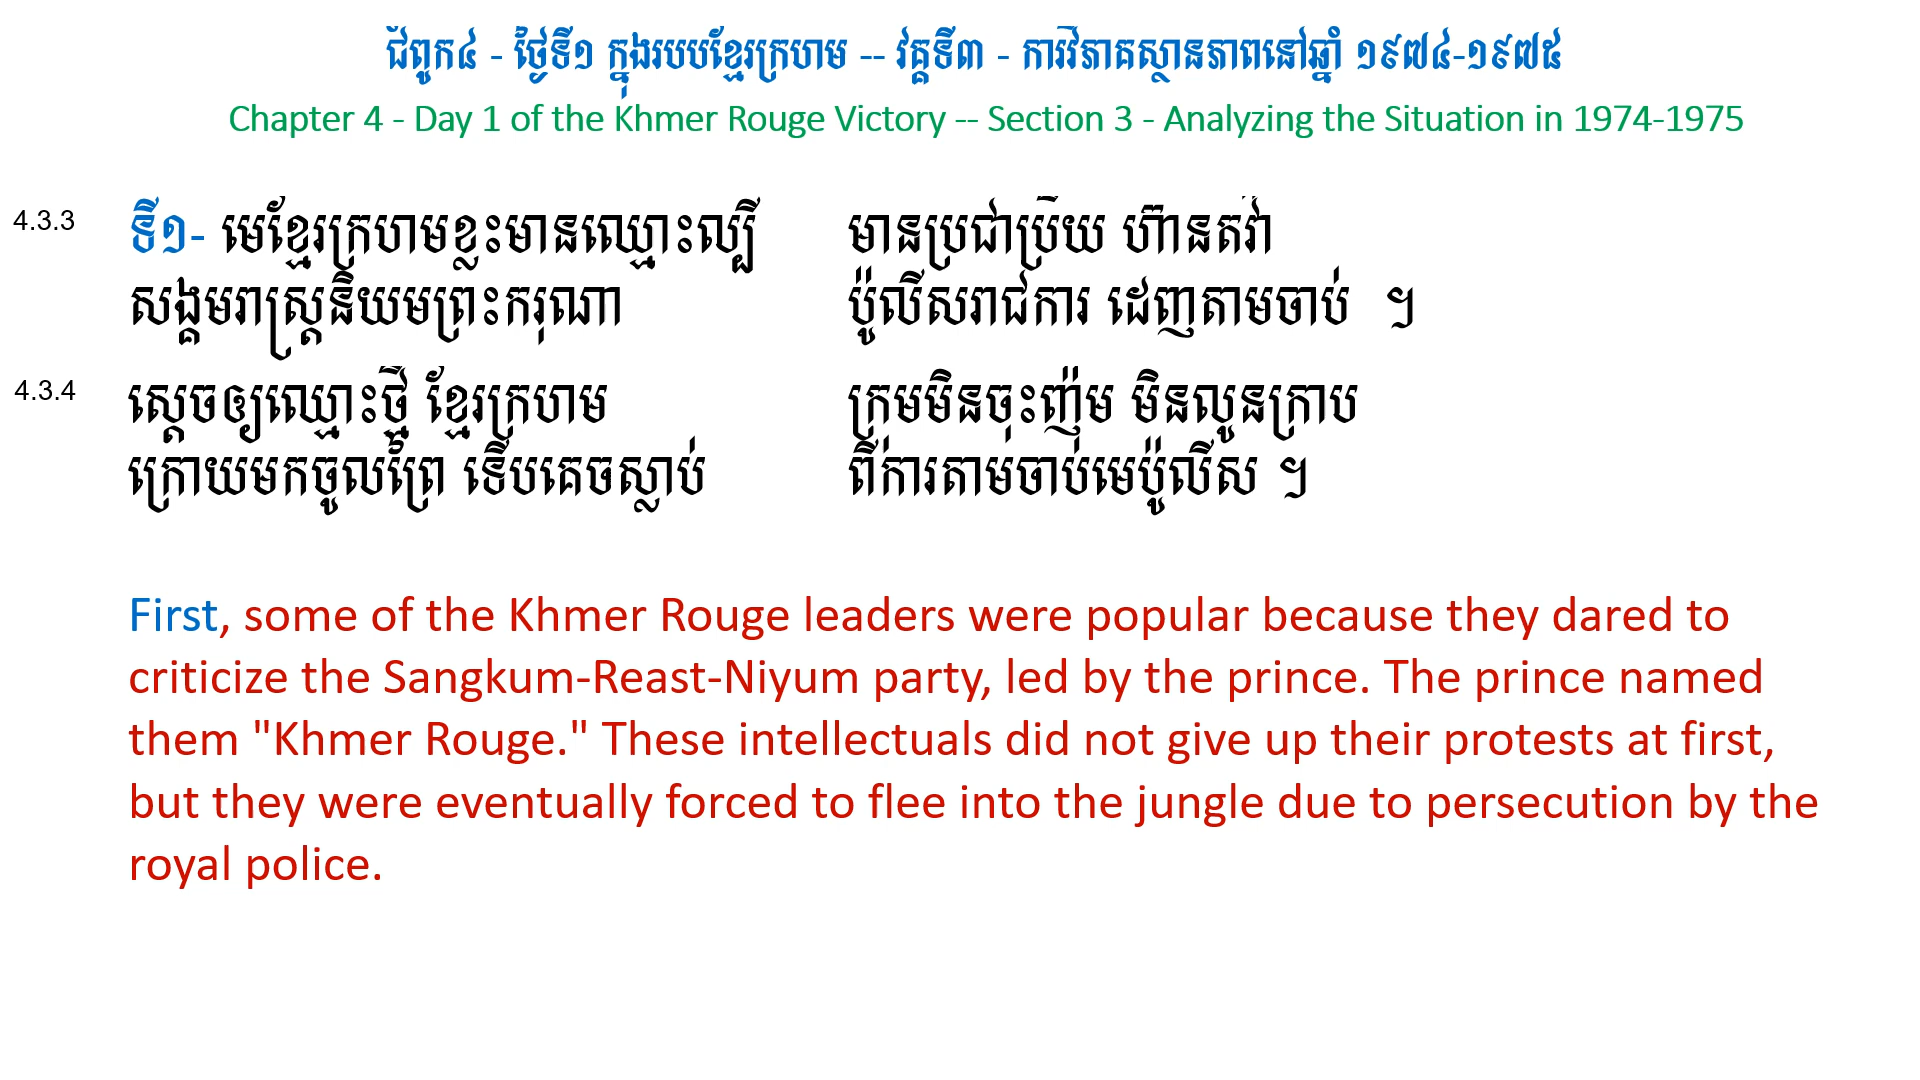 ជំពូក៤ - ថ្ងៃទី១ ក្នុងរបបខ្មែរក្រហម -- វគ្គទី៣ - ការវិភាគស្ថានភាពនៅឆ្នាំ ១៩៧៤-១៩៧៥
Chapter 4 - Day 1 of the Khmer Rouge Victory -- Section 3 - Analyzing the Situation in 1974-1975
4.3.3 ទី១- មេខ្មែរក្រហមខ្លះមានឈ្មោះល្បី មានប្រជាប្រិយ ហ៊ានតវ៉ា
សង្គមរាស្ត្រនិយមព្រះករុណា ប៉ូលីសរាជការ ដេញតាមចាប់ ។
4.3.4 ស្ដេចឲ្យឈ្មោះថ្មី ខ្មែរក្រហម ក្រុមមិនចុះញ៉ម មិនលូនក្រាប
ក្រោយមកចូលព្រៃ ទើបគេចស្លាប់ ពីការតាមចាប់មេប៉ូលីស ។
First, some of the Khmer Rouge leaders were popular because they dared to
criticize the Sangkum-Reast-Niyum party, led by the prince. The prince named
them "Khmer Rouge." These intellectuals did not give up their protests at first,
but they were eventually forced to flee into the jungle due to persecution by the
royal police.